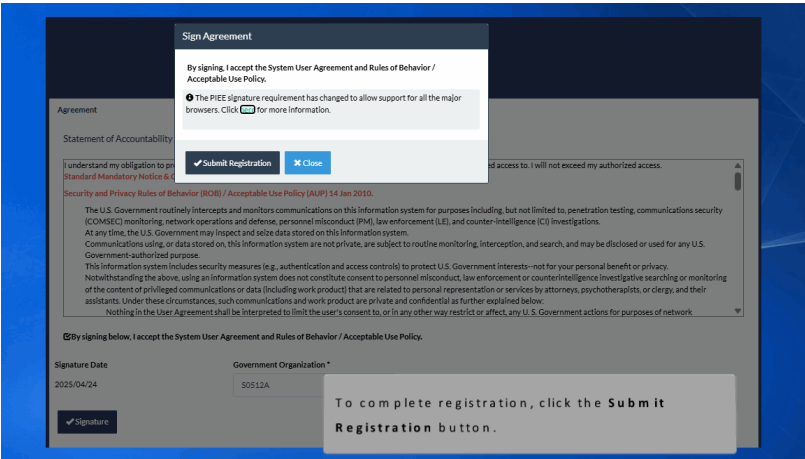 Sign Agreement
By signing, I accept the System User Agreement and Rules of Behavior /
Acceptable Use Policy.
The PIEE signature requirement has changed to allow support for all the major
browsers. Click here for more information.
Submit Registration
Close
Agreement
Statement of Accountability
I understand my obligation to pr
ed access to. I will not exceed my authorized access.
Standard Mandatory Notice & C
Security and Privacy Rules of Behavior (ROB) / Acceptable Use Policy (AUP) 14 Jan 2010.
The U.S. Government routinely intercepts and monitors communications on this information system for purposes including, but not limited to, penetration testing, communications security
(COMSEC) monitoring, network operations and defense, personnel misconduct (PM), law enforcement (LE), and counter-intelligence (CI) investigations.
At any time, the U.S. Government may inspect and seize data stored on this information system.
Communications using, or data stored on, this information system are not private, are subject to routine monitoring, interception, and search, and may be disclosed or used for any U.S.
Government-authorized purpose.
This information system includes security measures (e.g., authentication and access controls) to protect U.S. Government interests--not for your personal benefit or privacy.
Notwithstanding the above, using an information system does not constitute consent to personnel misconduct, law enforcement or counterintelligence investigative searching or monitoring
of the content of privileged communications or data (including work product) that are related to personal representation or services by attorneys, psychotherapists, or clergy, and their
assistants. Under these circumstances, such communications and work product are private and confidential as further explained below:
Nothing in the User Agreement shall be interpreted to limit the user's consent to, or in any other way restrict or affect, any U. S. Government actions for purposes of network
By signing below, I accept the System User Agreement and Rules of Behavior / Acceptable Use Policy.
Signature Date
Government Organization *
2025/04/24
S0512A
Signature
To complete registration, click the Submit
Registration button.